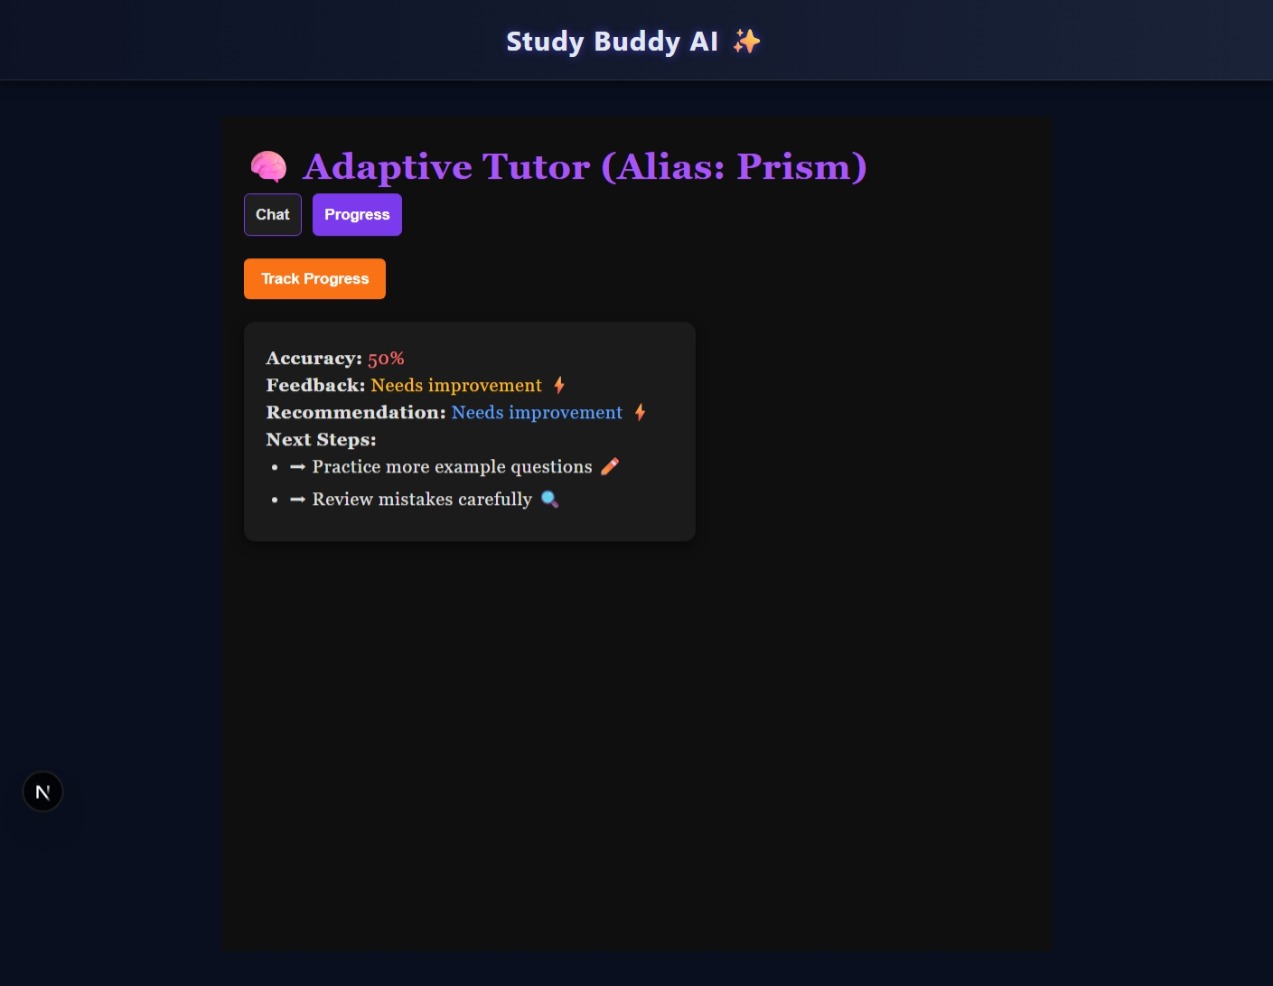 Study Buddy AI ✨
🧠 Adaptive Tutor (Alias: Prism)
Chat Progress
Track Progress
Accuracy: 50%
Feedback: Needs improvement ⚡
Recommendation: Needs improvement ⚡
Next Steps:
• ➡ Practice more example questions ✏️
• ➡ Review mistakes carefully 🔍
N